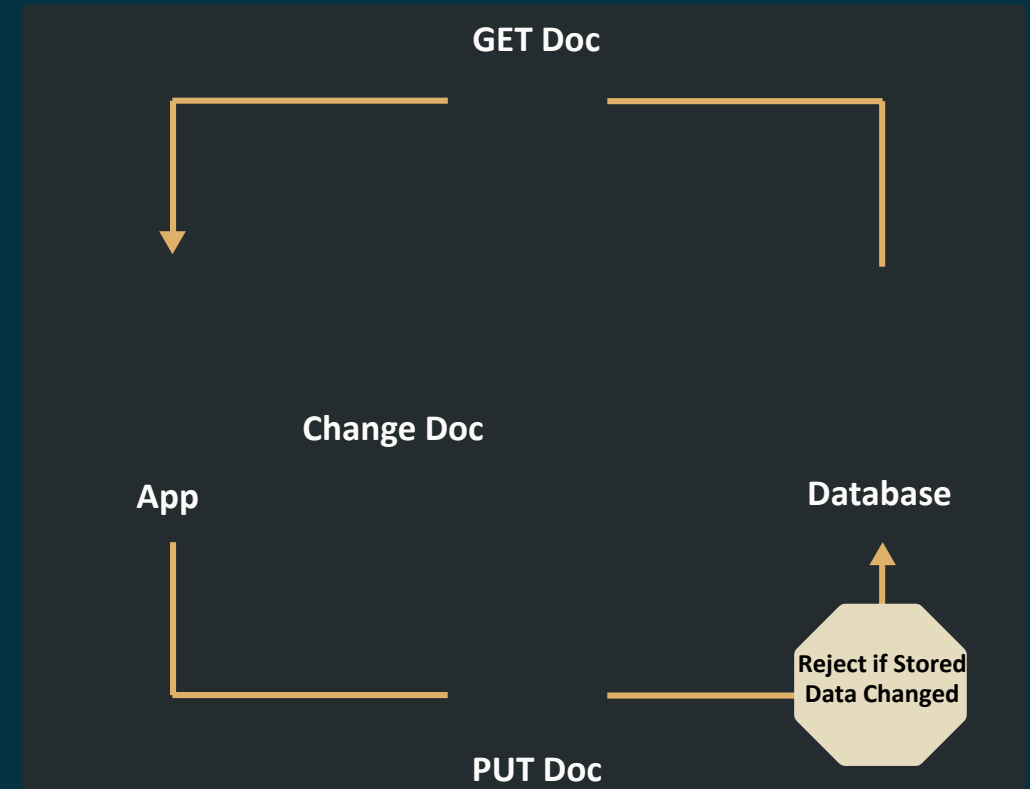 GET Doc
Change Doc
App
Database
Reject if Stored
Data Changed
PUT Doc